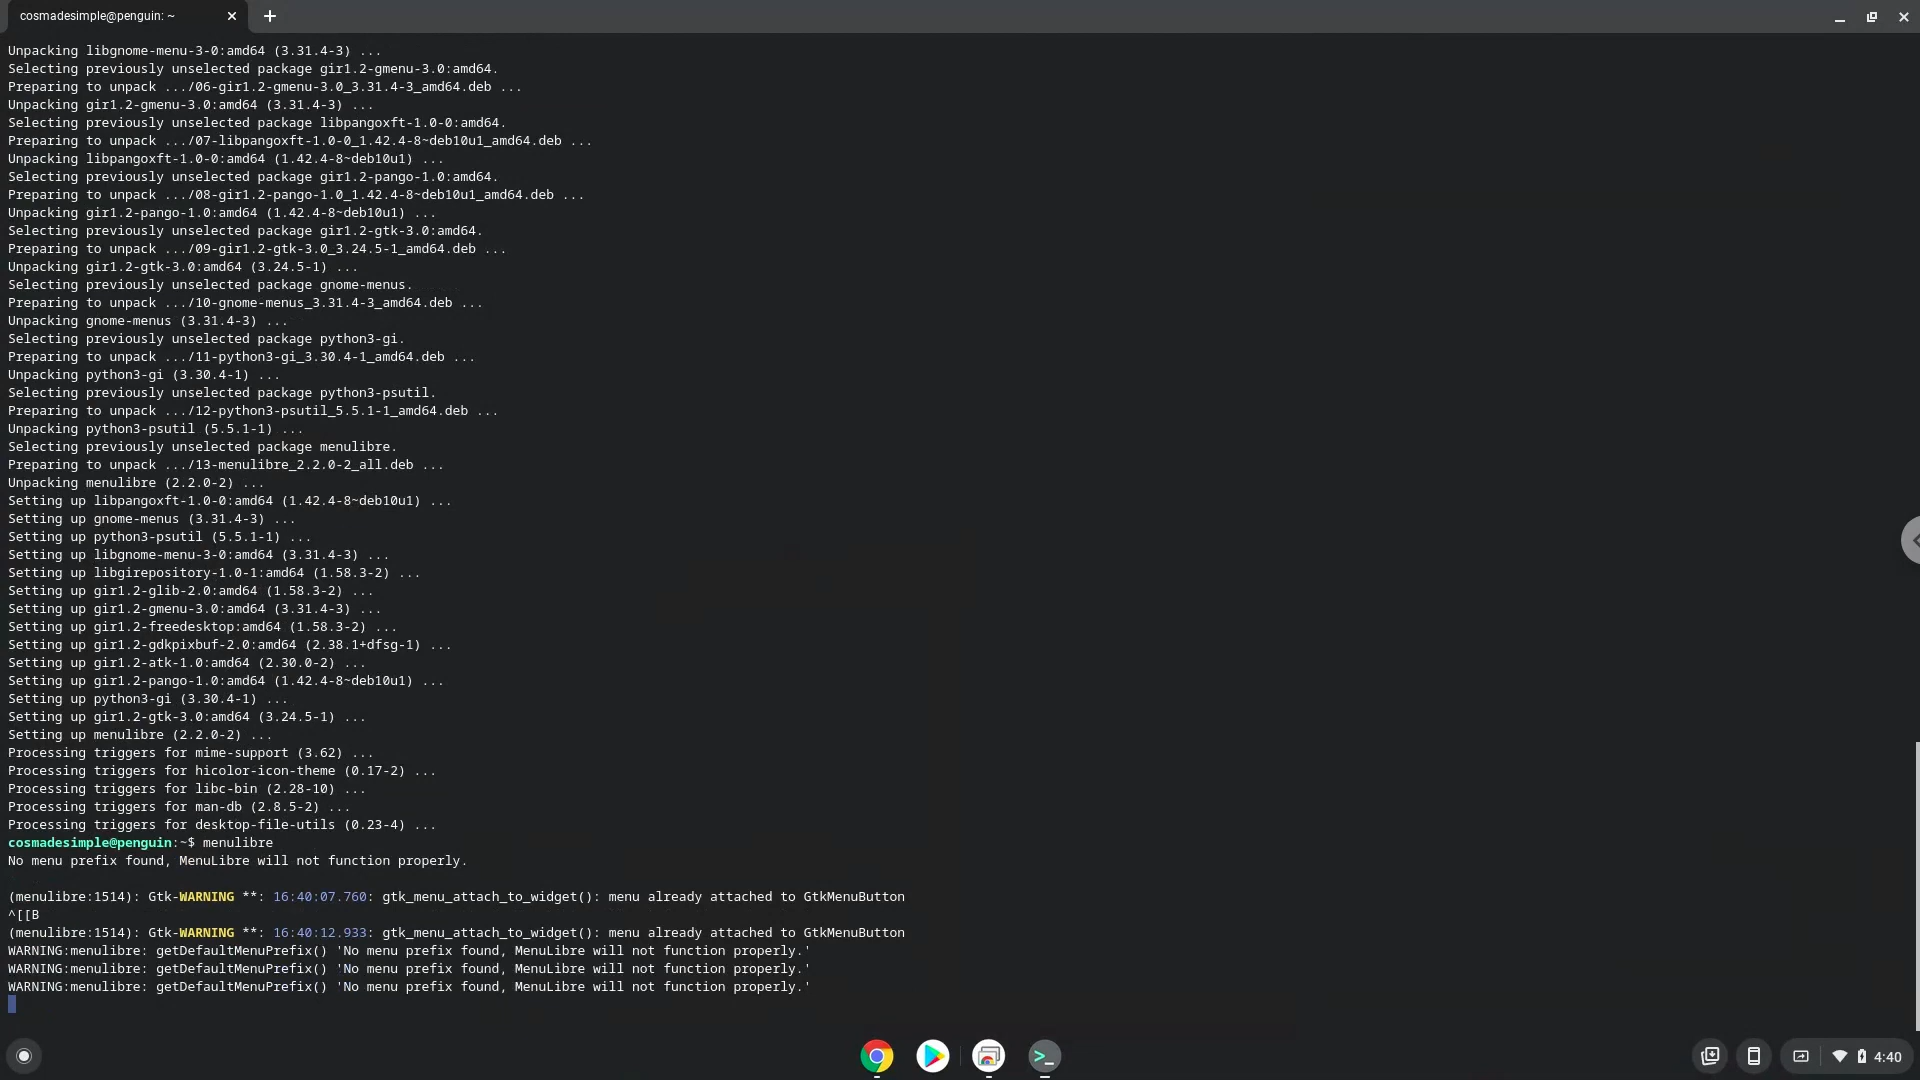 cosmadesimple@penguin: ~
Unpacking libgnome-menu-3-0:amd64 (3.31.4-3) ...
Selecting previously unselected package gir1.2-gmenu-3.0:amd64.
Preparing to unpack .../06-gir1.2-gmenu-3.0_3.31.4-3_amd64.deb ...
Unpacking gir1.2-gmenu-3.0:amd64 (3.31.4-3) ...
Selecting previously unselected package libpangoxft-1.0-0:amd64.
Preparing to unpack .../07-libpangoxft-1.0-0_1.42.4-8~deb10u1_amd64.deb ...
Unpacking libpangoxft-1.0-0:amd64 (1.42.4-8~deb10u1) ...
Selecting previously unselected package gir1.2-pango-1.0:amd64.
Preparing to unpack .../08-gir1.2-pango-1.0_1.42.4-8~deb10u1_amd64.deb ...
Unpacking gir1.2-pango-1.0:amd64 (1.42.4-8~deb10u1) ...
Selecting previously unselected package gir1.2-gtk-3.0:amd64.
Preparing to unpack .../09-gir1.2-gtk-3.0_3.24.5-1_amd64.deb ...
Unpacking gir1.2-gtk-3.0:amd64 (3.24.5-1) ...
Selecting previously unselected package gnome-menus.
Preparing to unpack .../10-gnome-menus_3.31.4-3_amd64.deb ...
Unpacking gnome-menus (3.31.4-3) ...
Selecting previously unselected package python3-gi.
Preparing to unpack .../11-python3-gi_3.30.4-1_amd64.deb ...
Unpacking python3-gi (3.30.4-1) ...
Selecting previously unselected package python3-psutil.
Preparing to unpack .../12-python3-psutil_5.5.1-1_amd64.deb ...
Unpacking python3-psutil (5.5.1-1) ...
Selecting previously unselected package menulibre.
Preparing to unpack .../13-menulibre_2.2.0-2_all.deb ...
Unpacking menulibre (2.2.0-2) ...
Setting up libpangoxft-1.0-0:amd64 (1.42.4-8~deb10u1) ...
Setting up gnome-menus (3.31.4-3) ...
Setting up python3-psutil (5.5.1-1) ...
Setting up libgnome-menu-3-0:amd64 (3.31.4-3) ...
Setting up libgirepository-1.0-1:amd64 (1.58.3-2) ...
Setting up gir1.2-glib-2.0:amd64 (1.58.3-2) ...
Setting up gir1.2-gmenu-3.0:amd64 (3.31.4-3) ...
Setting up gir1.2-freedesktop:amd64 (1.58.3-2) ...
Setting up gir1.2-gdkpixbuf-2.0:amd64 (2.38.1+dfsg-1) ...
Setting up gir1.2-atk-1.0:amd64 (2.30.0-2) ...
Setting up gir1.2-pango-1.0:amd64 (1.42.4-8~deb10u1) ...
Setting up python3-gi (3.30.4-1) ...
Setting up gir1.2-gtk-3.0:amd64 (3.24.5-1) ...
Setting up menulibre (2.2.0-2) ...
Processing triggers for mime-support (3.62) ...
Processing triggers for hicolor-icon-theme (0.17-2) ...
Processing triggers for libc-bin (2.28-10) ...
Processing triggers for man-db (2.8.5-2) ...
Processing triggers for desktop-file-utils (0.23-4) ...
cosmadesimple@penguin:~$ menulibre
No menu prefix found, MenuLibre will not function properly.
(menulibre:1514): Gtk-WARNING **: 16:40:07.760: gtk_menu_attach_to_widget(): menu already attached to GtkMenuButton
^[[B
(menulibre:1514): Gtk-WARNING **: 16:40:12.933: gtk_menu_attach_to_widget(): menu already attached to GtkMenuButton
WARNING:menulibre: getDefaultMenuPrefix() 'No menu prefix found, MenuLibre will not function properly.'
WARNING:menulibre: getDefaultMenuPrefix() 'No menu prefix found, MenuLibre will not function properly.'
WARNING:menulibre: getDefaultMenuPrefix() 'No menu prefix found, MenuLibre will not function properly.'
4:40